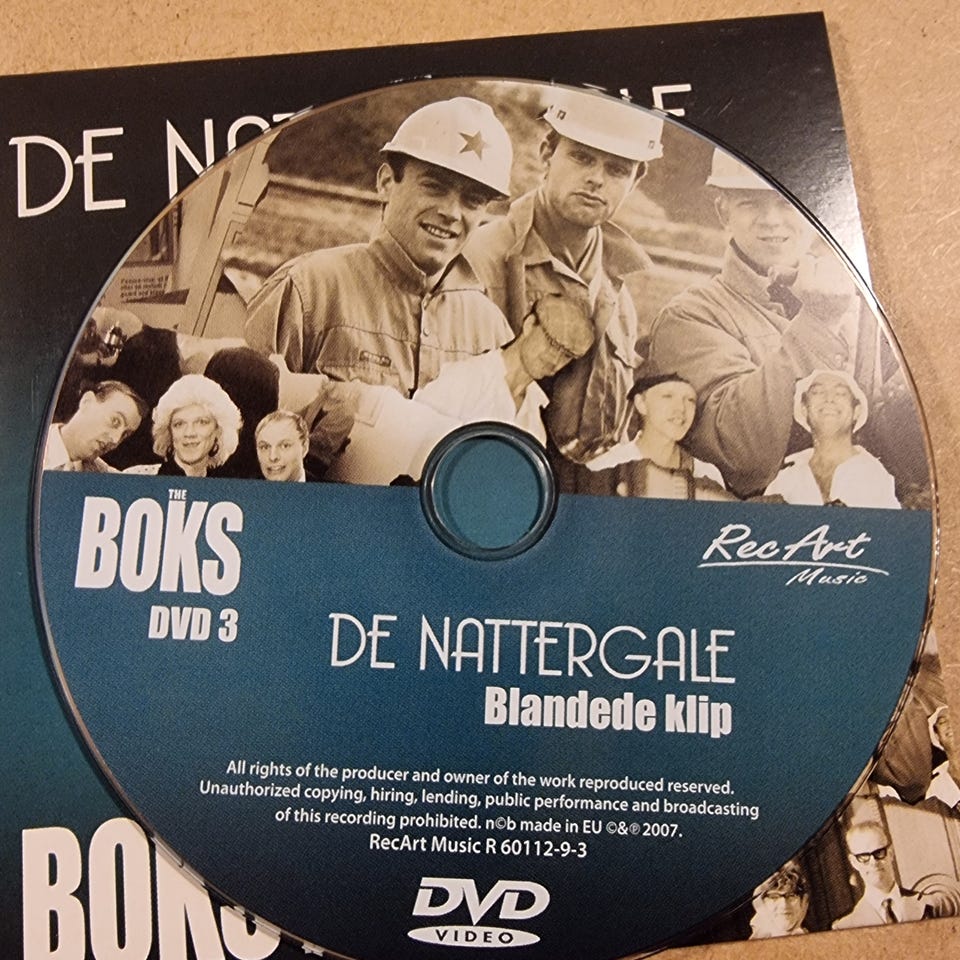 DE NA
LE
THE
BOKS
DVD 3
RecArt
Music
DE NATTERGALE
Blandede klip
All rights of the producer and owner of the work reproduced reserved.
Unauthorized copying, hiring, lending, public performance and broadcasting
of this recording prohibited. n©b made in EU ©&℗ 2007.
RecArt Music R 60112-9-3
BOKS
DVD
VIDEO